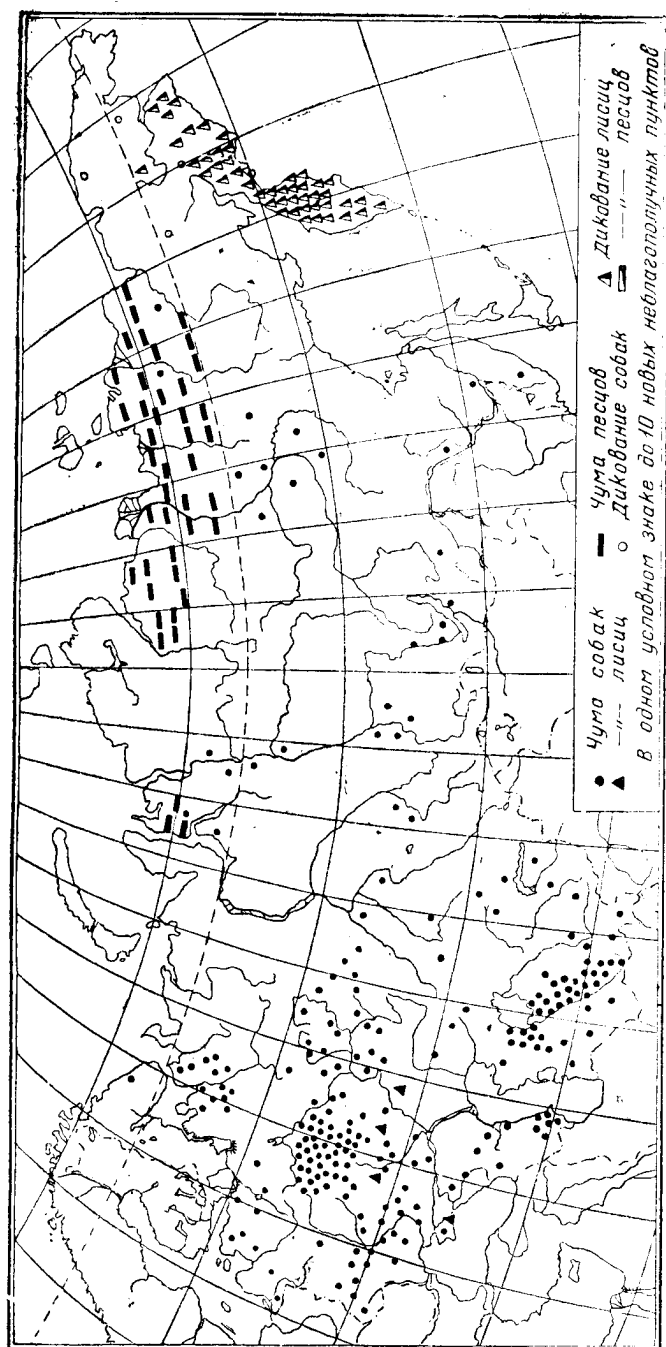 ● Чума собак
▲ —〃— лисиц
▬ Чума песцов
○ Дикование собак
△ Дикование лисиц
▭ —〃— песцов
В одном условном знаке до 10 новых неблагополучных пунктов